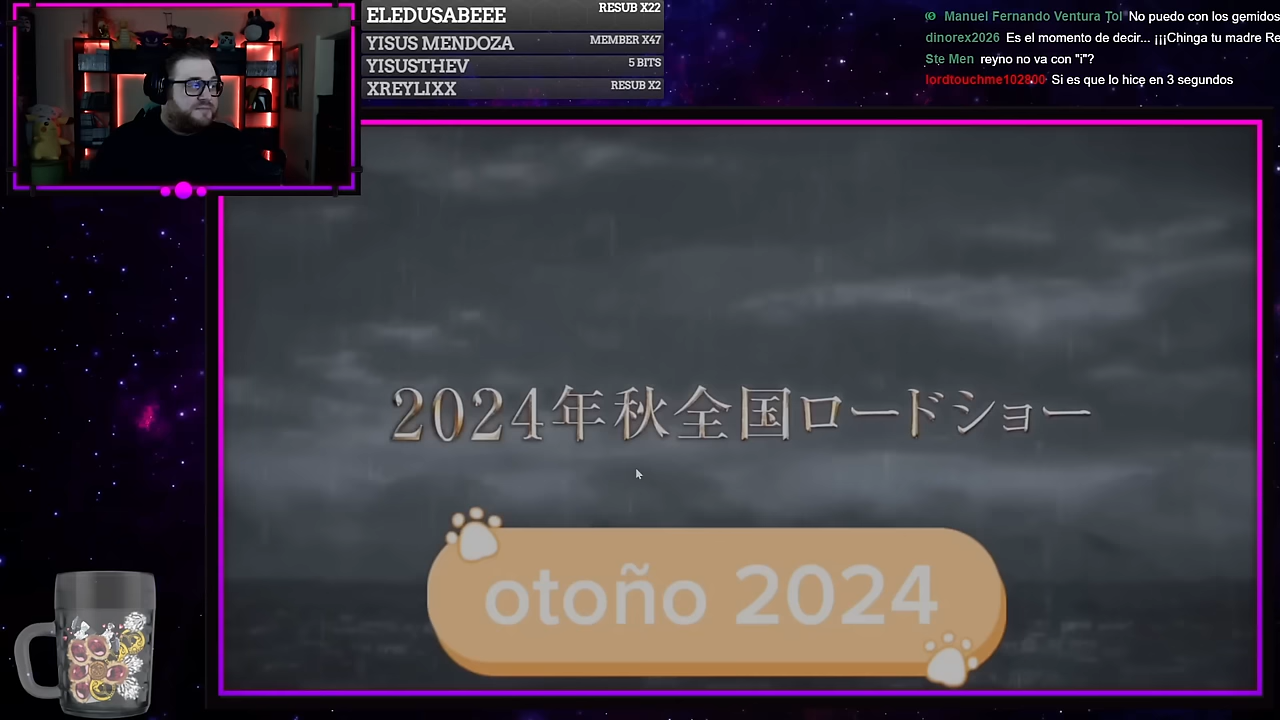 ELEDUSABEEE RESUB X22
YISUS MENDOZA MEMBER X47
YISUSTHEV 5 BITS
XREYLIXX RESUB X2
Manuel Fernando Ventura Tol No puedo con los gemidos
dinorex2026 Es el momento de decir... ¡¡¡Chinga tu madre Re
Ste Men reyno no va con "i"?
lordtouchme102800 Si es que lo hice en 3 segundos
2024年秋全国ロードショー
otoño 2024